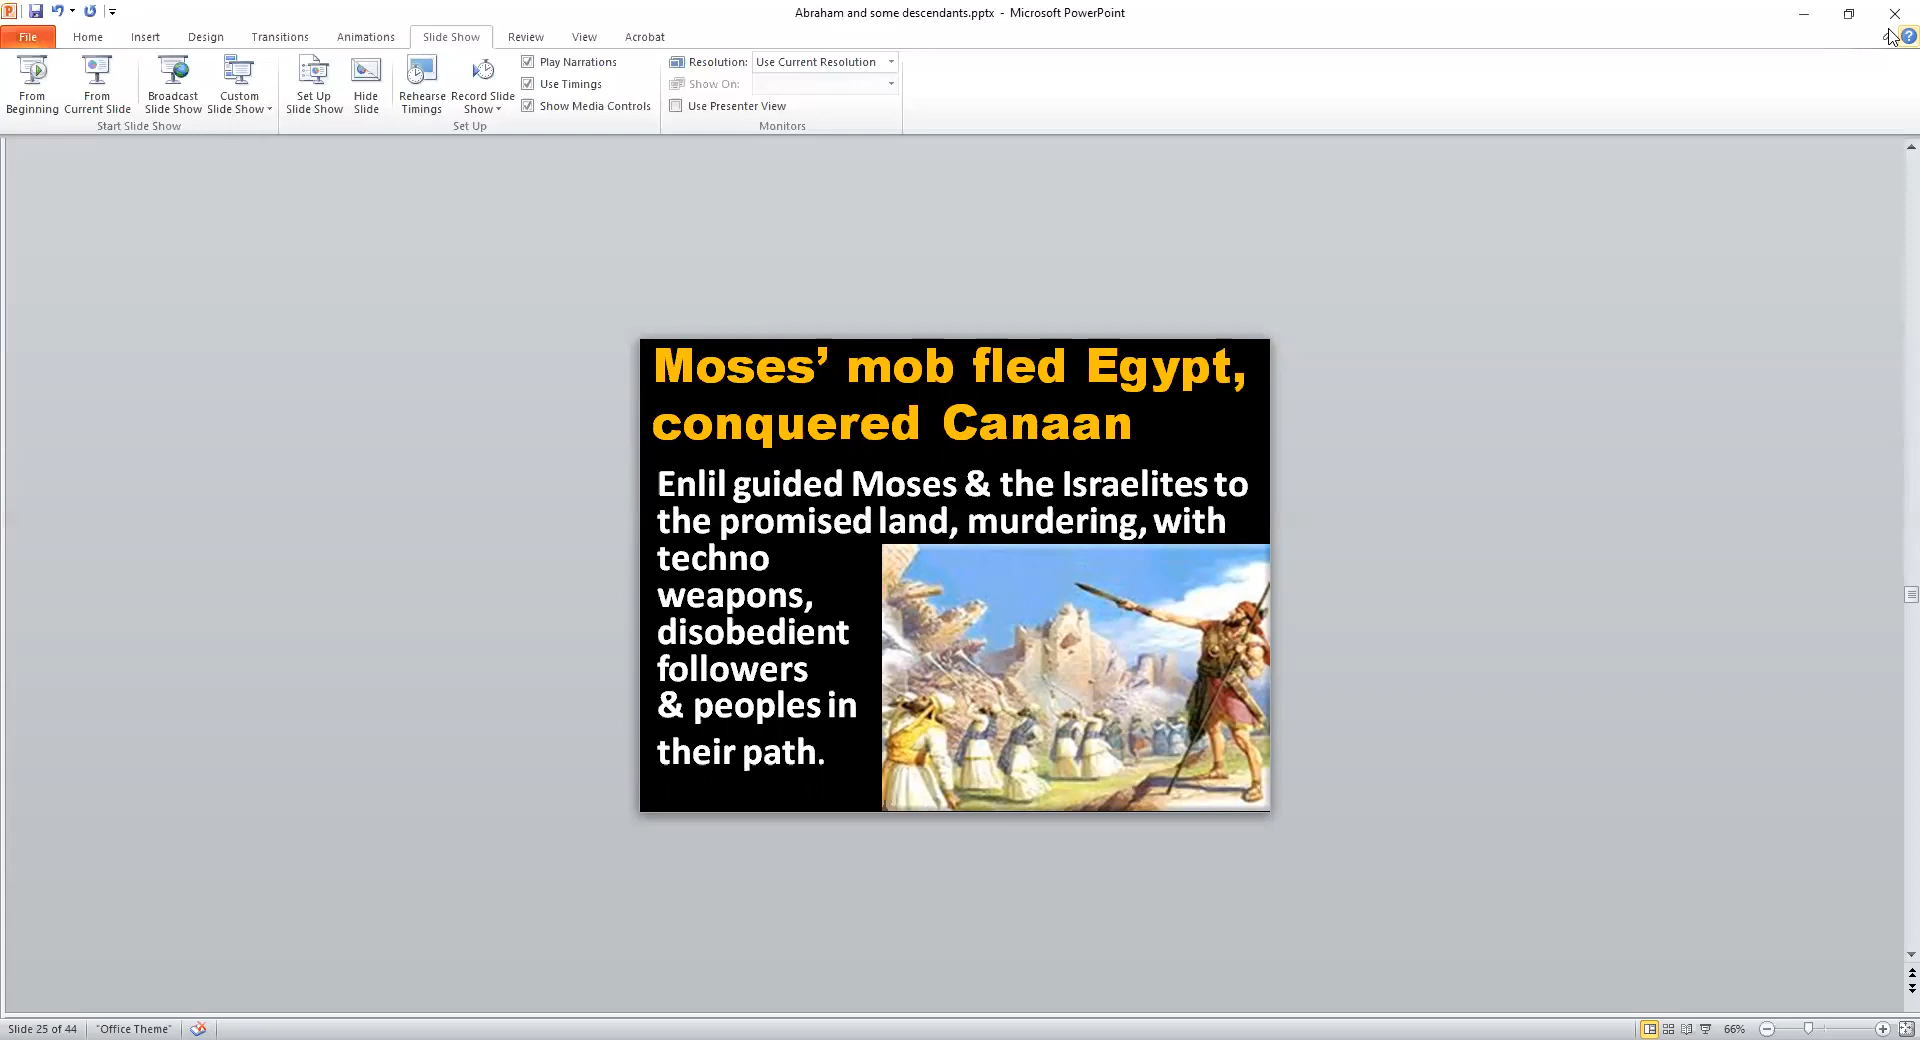 Abraham and some descendants.pptx - Microsoft PowerPoint
File Home Insert Design Transitions Animations Slide Show Review View Acrobat
From Beginning
From Current Slide
Broadcast Slide Show
Custom Slide Show
Start Slide Show
Set Up Slide Show
Hide Slide
Rehearse Timings
Record Slide Show
Play Narrations
Use Timings
Show Media Controls
Set Up
Resolution: Use Current Resolution
Show On:
Use Presenter View
Monitors
Moses’ mob fled Egypt,
conquered Canaan
Enlil guided Moses & the Israelites to
the promised land, murdering, with
techno
weapons,
disobedient
followers
& peoples in
their path.
Slide 25 of 44 "Office Theme" 66%